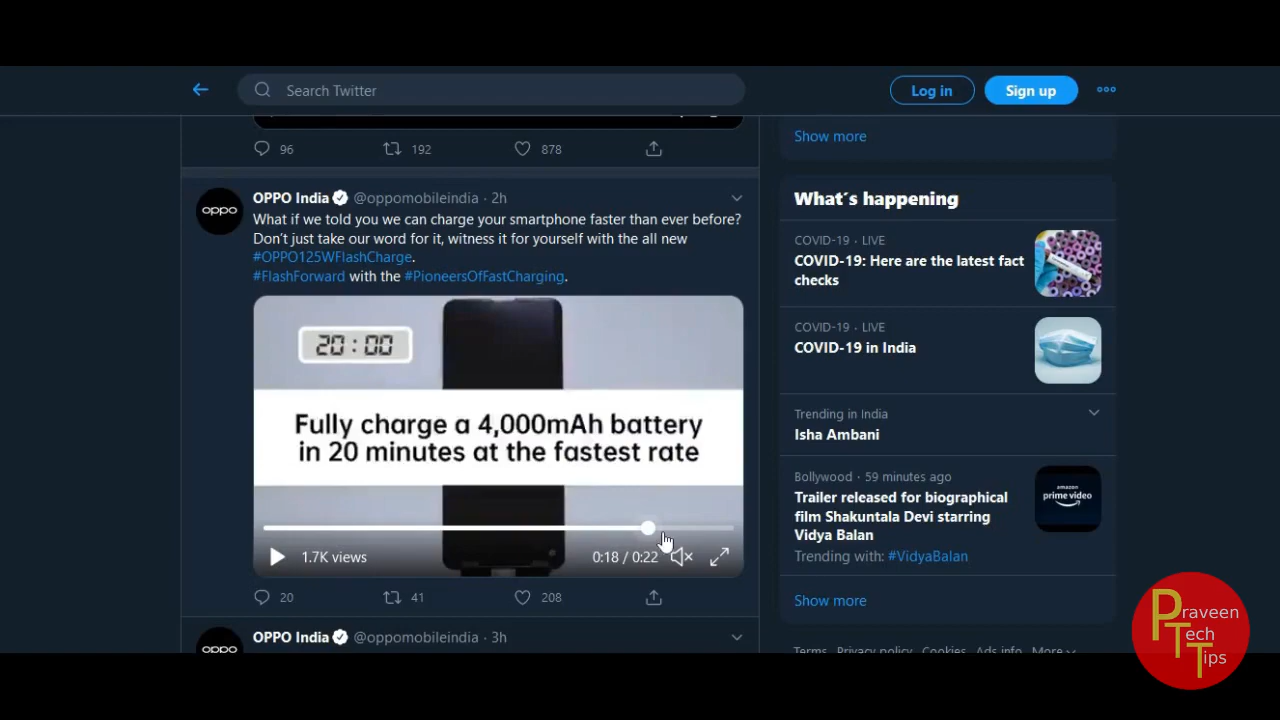 Search Twitter
Log in
Sign up
96
192
878
Show more
oppo
OPPO India @oppomobileindia · 2h
What if we told you we can charge your smartphone faster than ever before?
Don't just take our word for it, witness it for yourself with the all new
#OPPO125WFlashCharge.
#FlashForward with the #PioneersOfFastCharging.
20:00
Fully charge a 4,000mAh battery
in 20 minutes at the fastest rate
1.7K views
0:18 / 0:22
20
41
208
oppo
OPPO India @oppomobileindia · 3h
What´s happening
COVID-19 · LIVE
COVID-19: Here are the latest fact
checks
COVID-19 · LIVE
COVID-19 in India
Trending in India
Isha Ambani
Bollywood · 59 minutes ago
Trailer released for biographical
film Shakuntala Devi starring
Vidya Balan
Trending with: #VidyaBalan
amazon
prime video
Show more
Terms Privacy policy Cookies Ads info More
Praveen
Tech
Tips